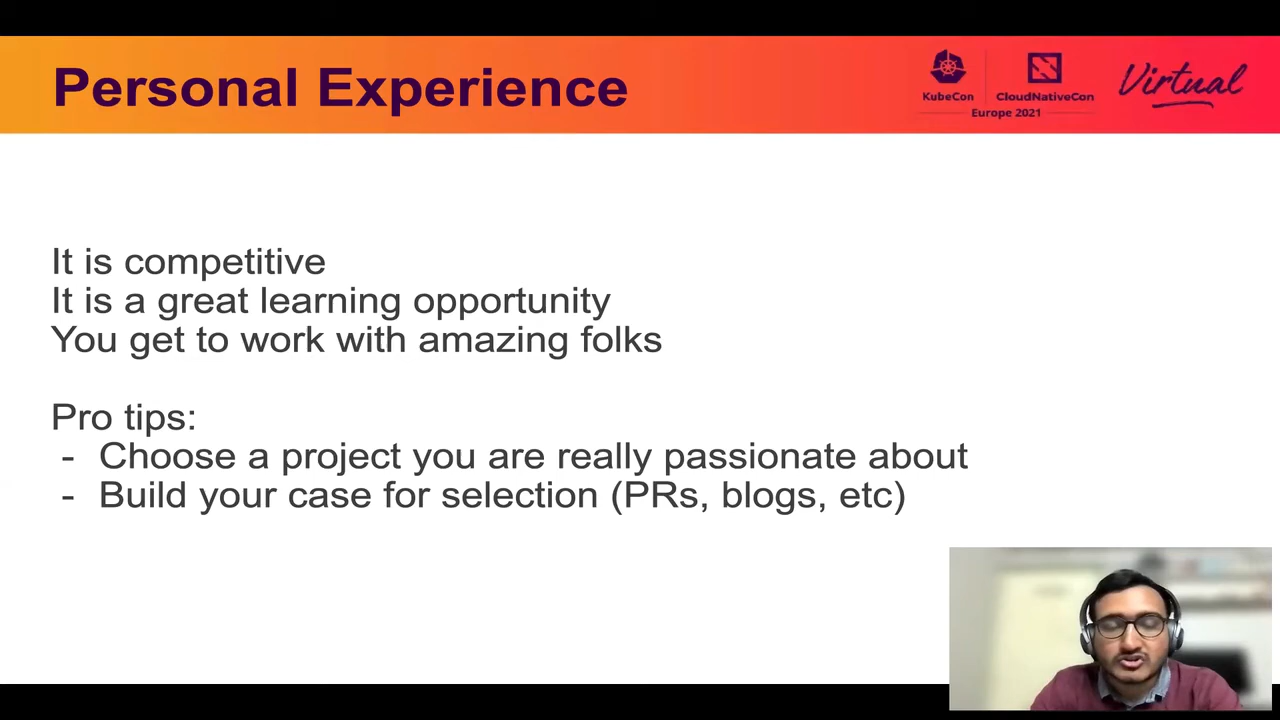 Personal Experience
KubeCon
CloudNativeCon
Europe 2021
Virtual
It is competitive
It is a great learning opportunity
You get to work with amazing folks
Pro tips:
- Choose a project you are really passionate about
- Build your case for selection (PRs, blogs, etc)